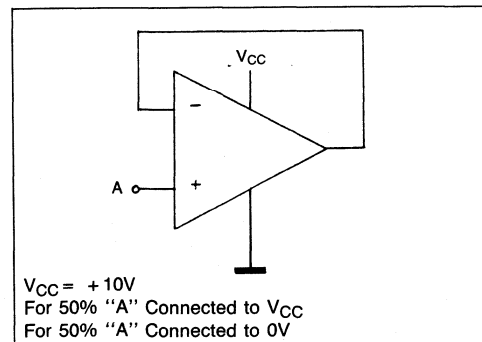 VCC
−
A
+
VCC = +10V
For 50% "A" Connected to VCC
For 50% "A" Connected to 0V